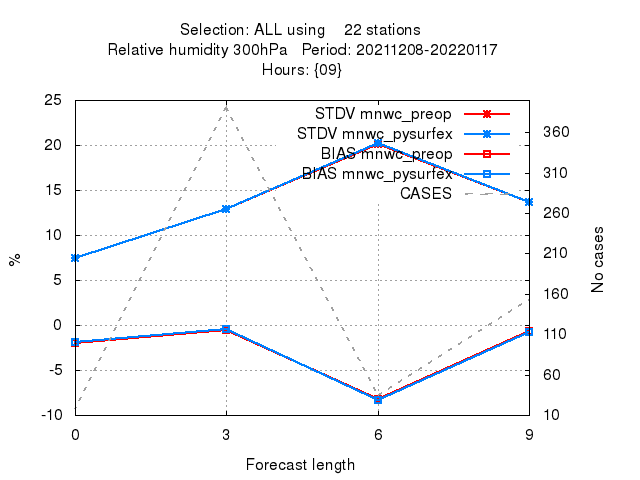 Selection: ALL using    22 stations
Relative humidity 300hPa   Period: 20211208-20220117
Hours: {09}
STDV mnwc_preop
STDV mnwc_pysurfex
BIAS mnwc_preop
BIAS mnwc_pysurfex
CASES
25
20
15
10
5
0
-5
-10
%
360
310
260
210
160
110
60
10
No cases
0 3 6 9
Forecast length